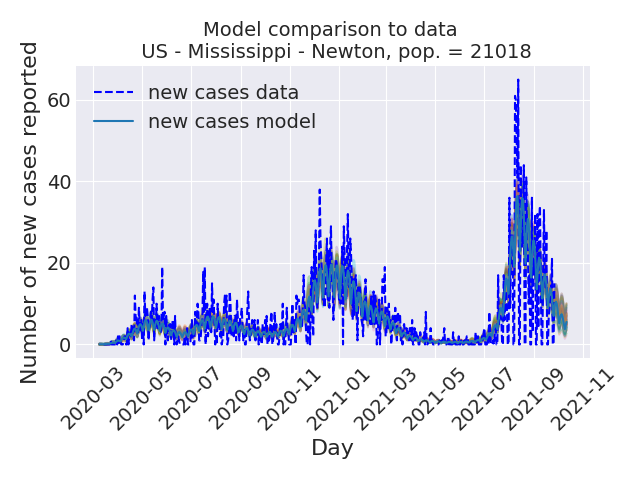 Model comparison to data
US - Mississippi - Newton, pop. = 21018
Number of new cases reported
60
40
20
0
new cases data
new cases model
2020-03
2020-05
2020-07
2020-09
2020-11
2021-01
2021-03
2021-05
2021-07
2021-09
2021-11
Day